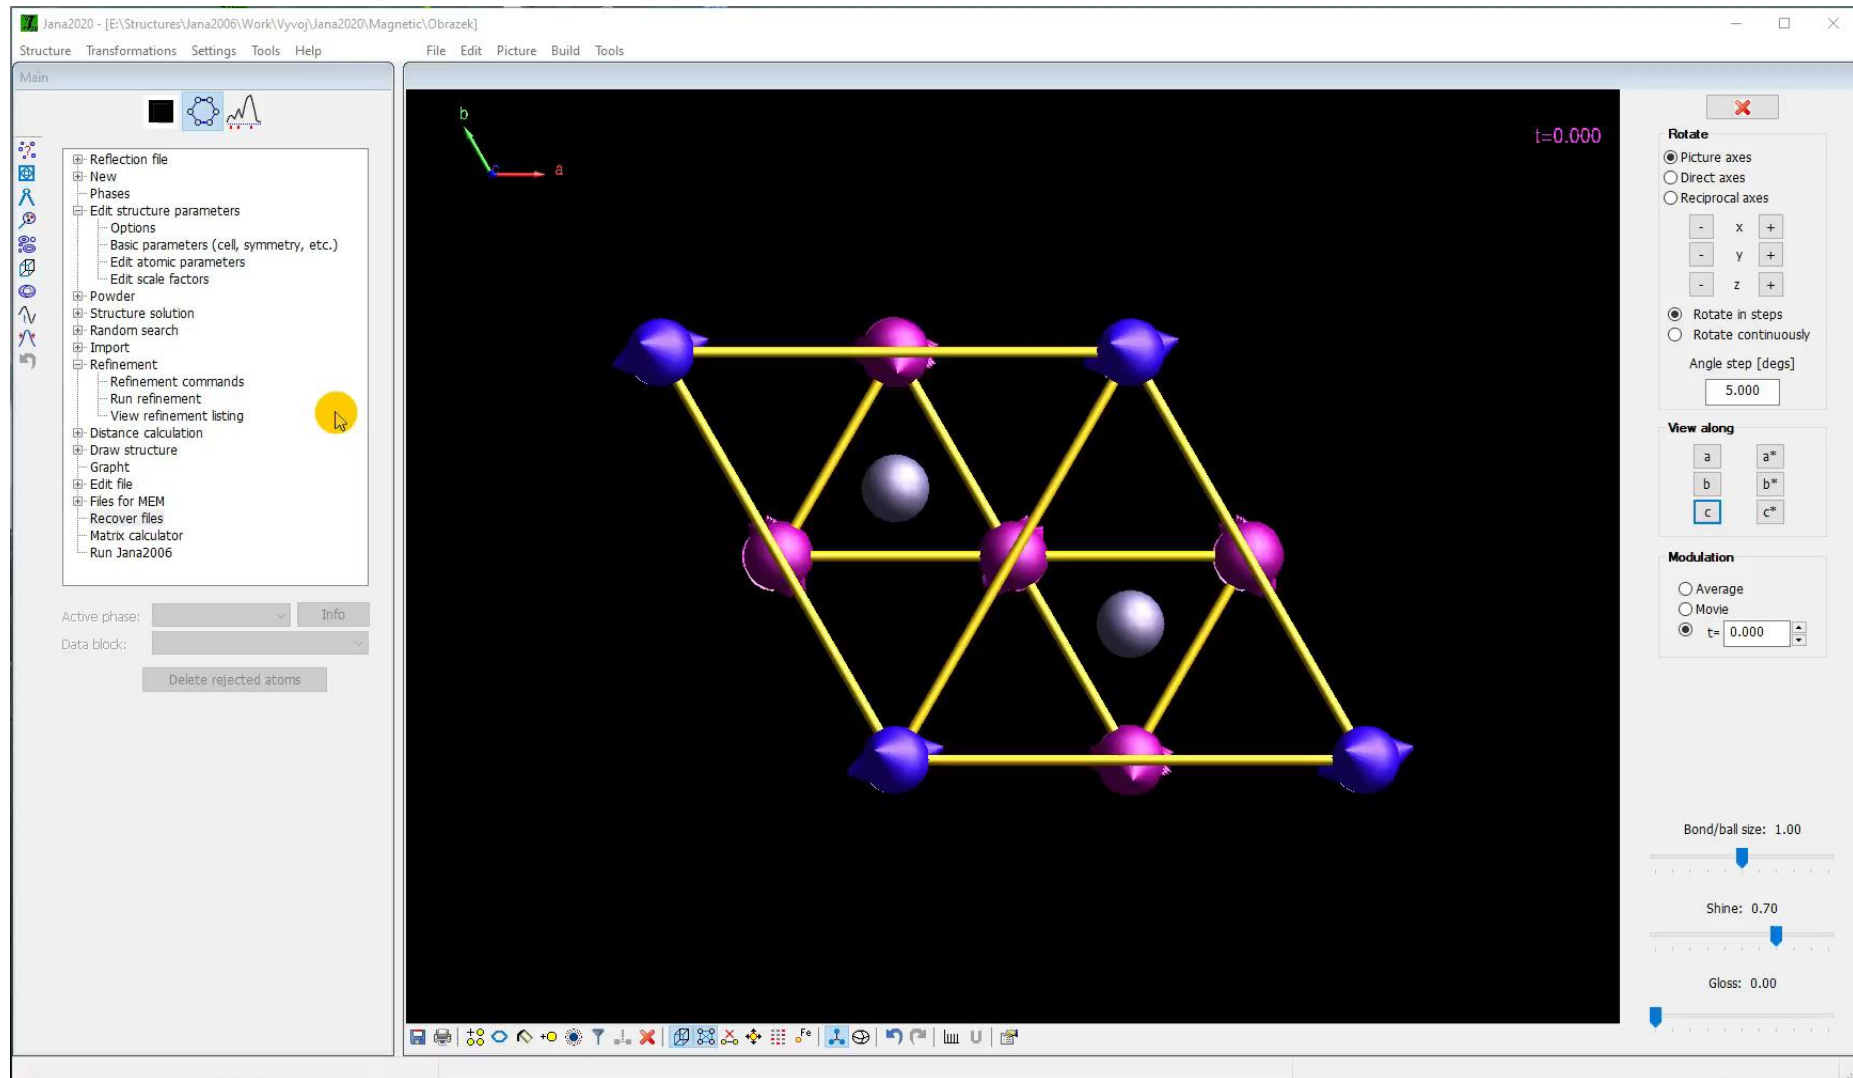 Jana2020 - [E:\Structures\Jana2006\Work\Vyvoj\Jana2020\Magnetic\Obrazek]
Structure Transformations Settings Tools Help File Edit Picture Build Tools
Main
Reflection file
New
Phases
Edit structure parameters
Options
Basic parameters (cell, symmetry, etc.)
Edit atomic parameters
Edit scale factors
Powder
Structure solution
Random search
Import
Refinement
Refinement commands
Run refinement
View refinement listing
Distance calculation
Draw structure
Grapht
Edit file
Files for MEM
Recover files
Matrix calculator
Run Jana2006
Active phase: Info
Data block:
Delete rejected atoms
b
c a
t=0.000
Rotate
Picture axes
Direct axes
Reciprocal axes
- x +
- y +
- z +
Rotate in steps
Rotate continuously
Angle step [degs]
5.000
View along
a a*
b b*
c c*
Modulation
Average
Movie
t= 0.000
Bond/ball size: 1.00
Shine: 0.70
Gloss: 0.00
Fe